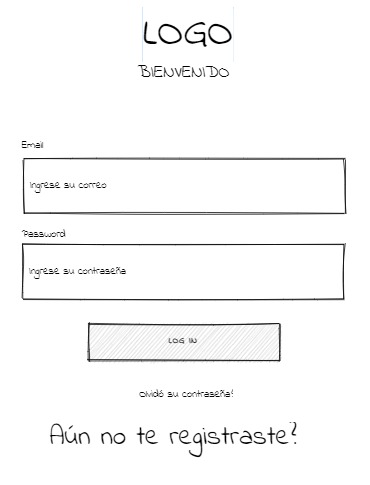 LOGO
BIENVENIDO
Email
Ingrese su correo
Password
Ingrese su contraseña
LOG IN
Olvidó su contraseña?
Aún no te registraste?